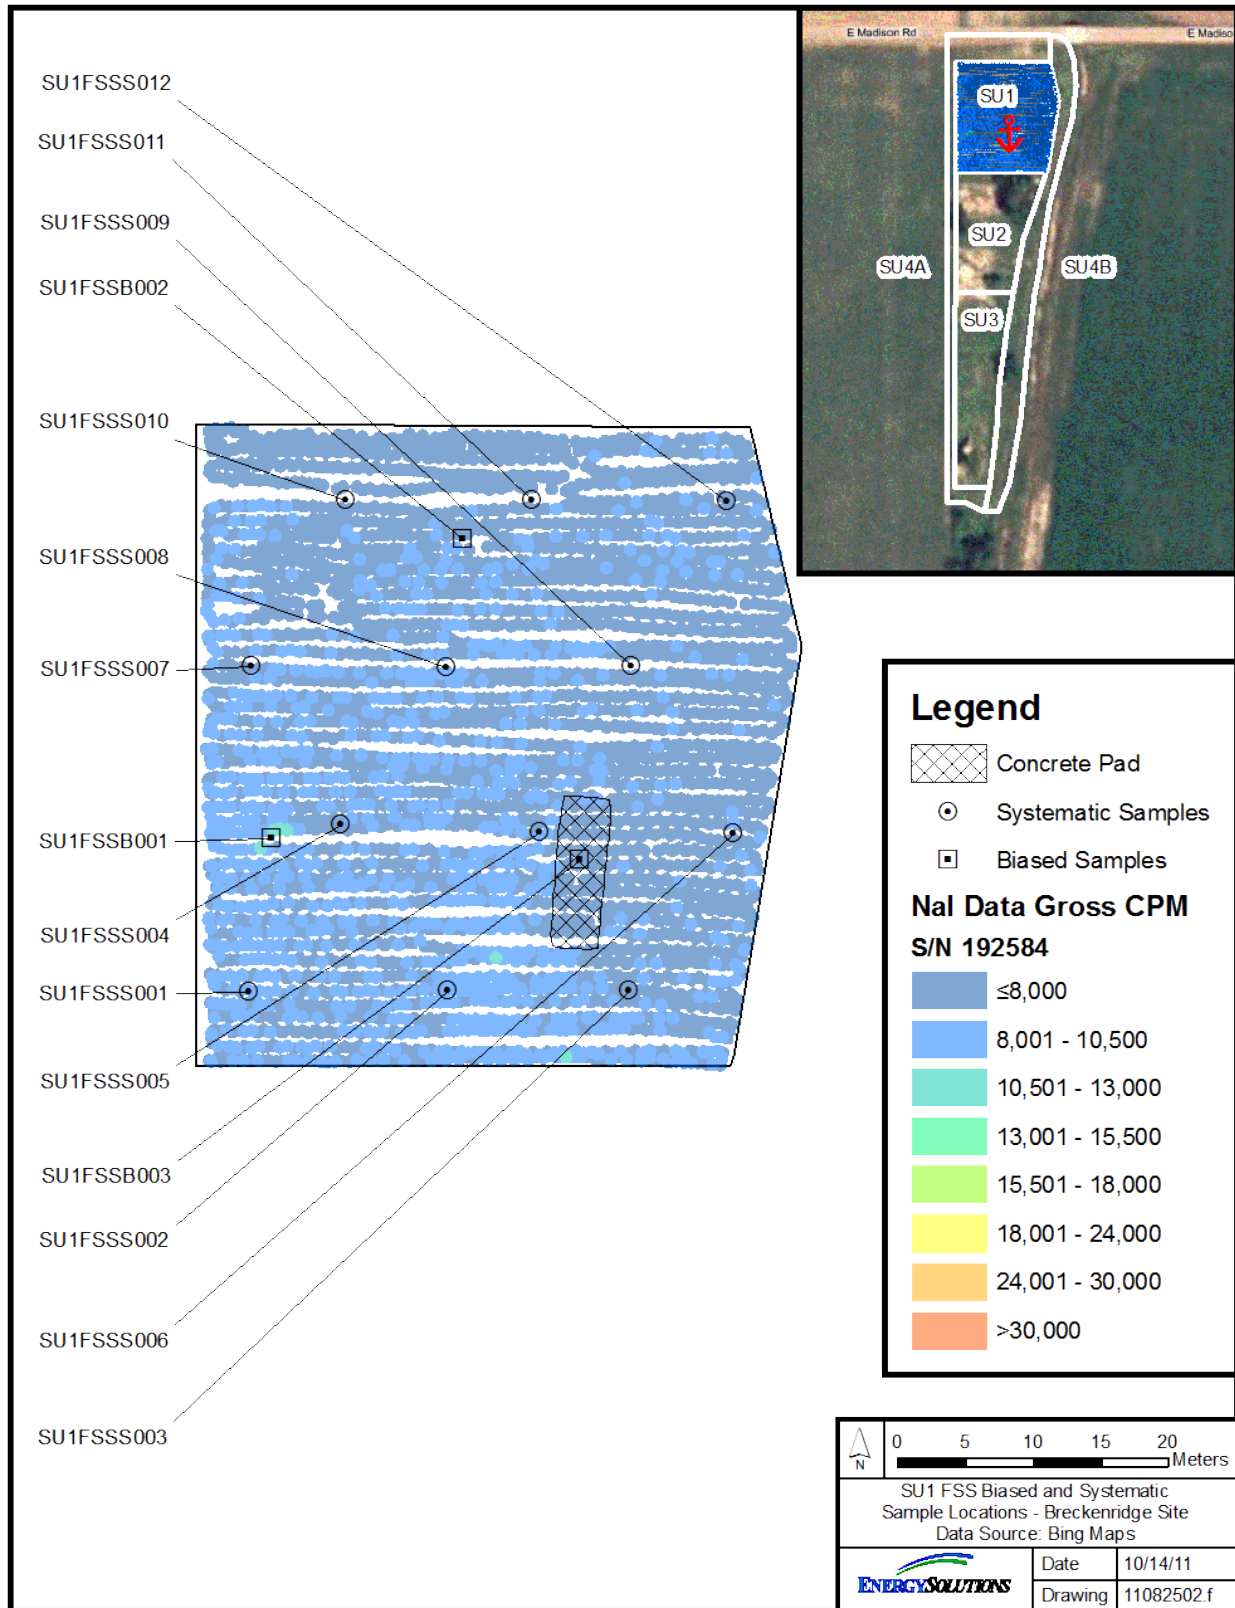 SU1FSSS012
SU1FSSS011
SU1FSSS009
SU1FSSB002
SU1FSSS010
SU1FSSS008
SU1FSSS007
SU1FSSB001
SU1FSSS004
SU1FSSS001
SU1FSSS005
SU1FSSB003
SU1FSSS002
SU1FSSS006
SU1FSSS003
E Madison Rd
E Madiso
SU1
SU2
SU4A
SU4B
SU3
Legend
Concrete Pad
Systematic Samples
Biased Samples
NaI Data Gross CPM
S/N 192584
≤8,000
8,001 - 10,500
10,501 - 13,000
13,001 - 15,500
15,501 - 18,000
18,001 - 24,000
24,001 - 30,000
>30,000
N
0 5 10 15 20
Meters
SU1 FSS Biased and Systematic
Sample Locations - Breckenridge Site
Data Source: Bing Maps
ENERGYSOLUTIONS
Date 10/14/11
Drawing 11082502.f